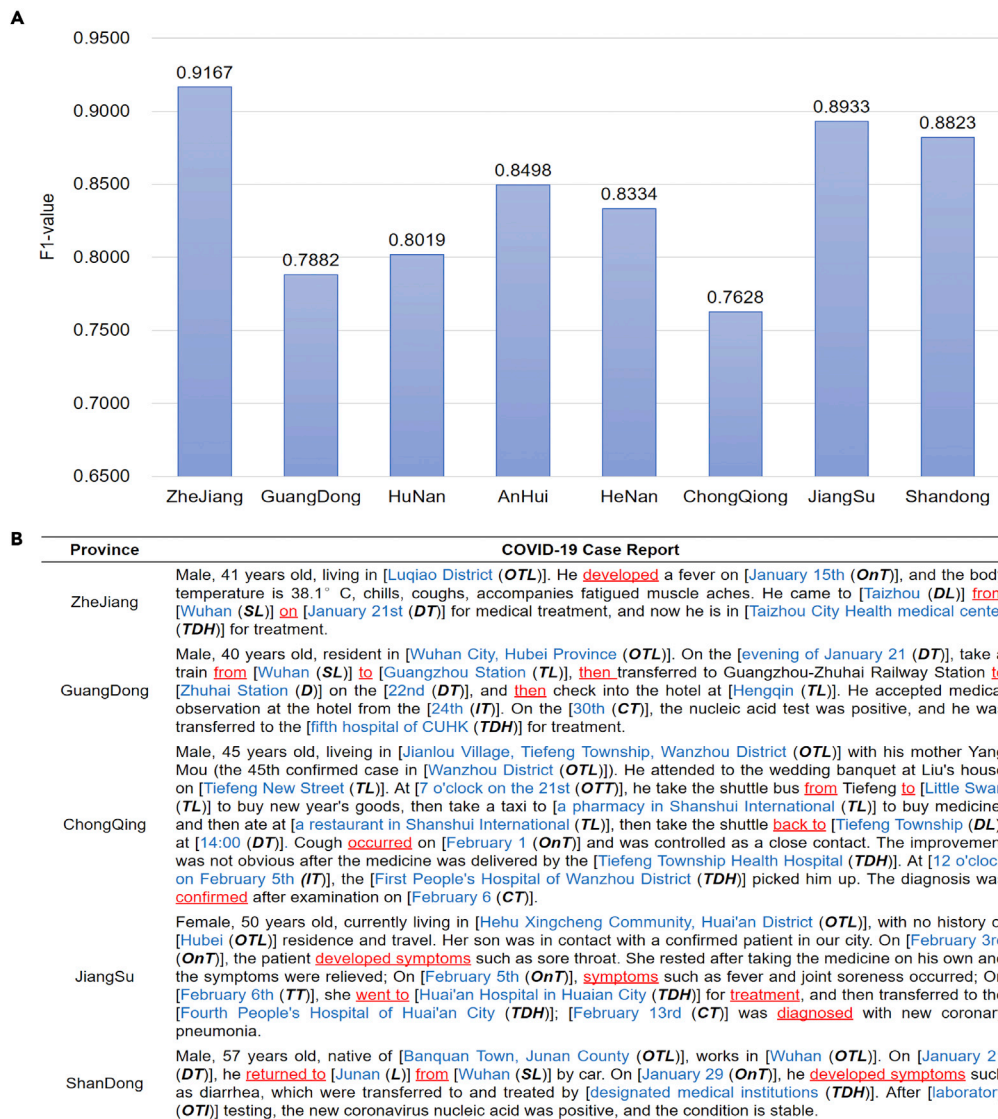 A
0.9500
0.9000
0.8500
0.8000
0.7500
0.7000
0.6500
F1-value
0.9167
0.7882
0.8019
0.8498
0.8334
0.7628
0.8933
0.8823
ZheJiang GuangDong HuNan AnHui HeNan ChongQiong JiangSu Shandong
B
Province COVID-19 Case Report
ZheJiang
Male, 41 years old, living in [Luqiao District (OTL)]. He developed a fever on [January 15th (OnT)], and the body
temperature is 38.1° C, chills, coughs, accompanies fatigued muscle aches. He came to [Taizhou (DL)] from
[Wuhan (SL)] on [January 21st (DT)] for medical treatment, and now he is in [Taizhou City Health medical center
(TDH)] for treatment.
GuangDong
Male, 40 years old, resident in [Wuhan City, Hubei Province (OTL)]. On the [evening of January 21 (DT)], take a
train from [Wuhan (SL)] to [Guangzhou Station (TL)], then transferred to Guangzhou-Zhuhai Railway Station to
[Zhuhai Station (D)] on the [22nd (DT)], and then check into the hotel at [Hengqin (TL)]. He accepted medical
observation at the hotel from the [24th (IT)]. On the [30th (CT)], the nucleic acid test was positive, and he was
transferred to the [fifth hospital of CUHK (TDH)] for treatment.
ChongQing
Male, 45 years old, liveing in [Jianlou Village, Tiefeng Township, Wanzhou District (OTL)] with his mother Yang
Mou (the 45th confirmed case in [Wanzhou District (OTL)]). He attended to the wedding banquet at Liu's house
on [Tiefeng New Street (TL)]. At [7 o'clock on the 21st (OTT)], he take the shuttle bus from Tiefeng to [Little Swan
(TL)] to buy new year's goods, then take a taxi to [a pharmacy in Shanshui International (TL)] to buy medicine,
and then ate at [a restaurant in Shanshui International (TL)], then take the shuttle back to [Tiefeng Township (DL)]
at [14:00 (DT)]. Cough occurred on [February 1 (OnT)] and was controlled as a close contact. The improvement
was not obvious after the medicine was delivered by the [Tiefeng Township Health Hospital (TDH)]. At [12 o'clock
on February 5th (IT)], the [First People's Hospital of Wanzhou District (TDH)] picked him up. The diagnosis was
confirmed after examination on [February 6 (CT)].
JiangSu
Female, 50 years old, currently living in [Hehu Xingcheng Community, Huai'an District (OTL)], with no history of
[Hubei (OTL)] residence and travel. Her son was in contact with a confirmed patient in our city. On [February 3rd
(OnT)], the patient developed symptoms such as sore throat. She rested after taking the medicine on his own and
the symptoms were relieved; On [February 5th (OnT)], symptoms such as fever and joint soreness occurred; On
[February 6th (TT)], she went to [Huai'an Hospital in Huaian City (TDH)] for treatment, and then transferred to the
[Fourth People's Hospital of Huai'an City (TDH)]; [February 13rd (CT)] was diagnosed with new coronary
pneumonia.
ShanDong
Male, 57 years old, native of [Banquan Town, Junan County (OTL)], works in [Wuhan (OTL)]. On [January 21
(DT)], he returned to [Junan (L)] from [Wuhan (SL)] by car. On [January 29 (OnT)], he developed symptoms such
as diarrhea, which were transferred to and treated by [designated medical institutions (TDH)]. After [laboratory
(OTI)] testing, the new coronavirus nucleic acid was positive, and the condition is stable.